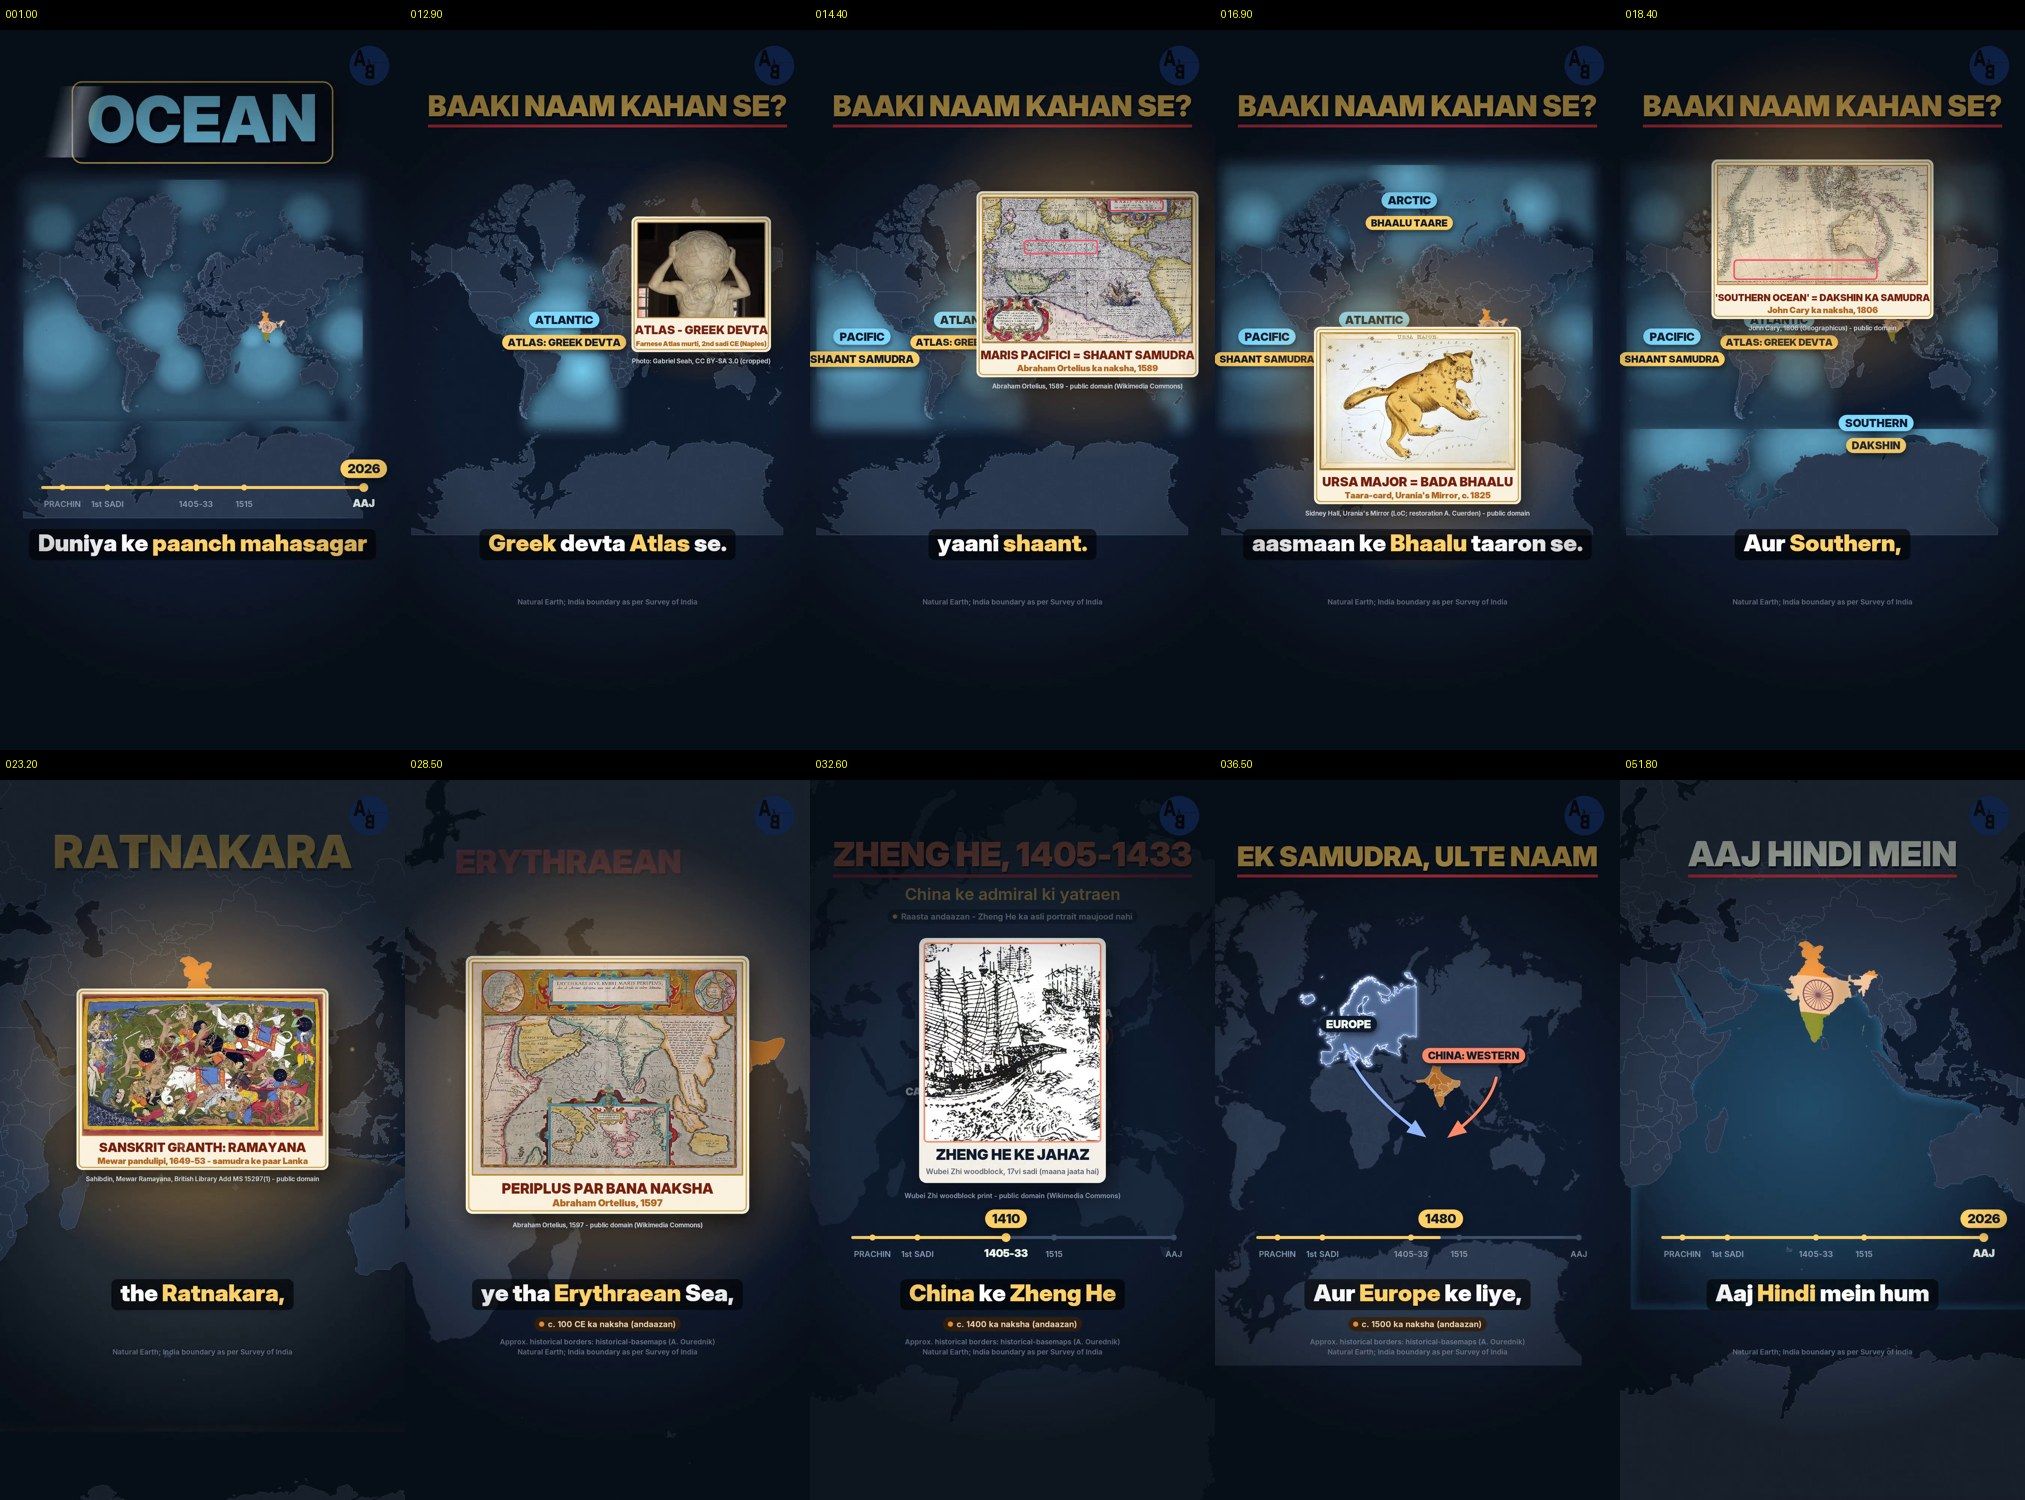 001.00
A
B
OCEAN
2026
PRACHIN 1st SADI 1405-33 1515 AAJ
Duniya ke paanch mahasagar
012.90
A
B
BAAKI NAAM KAHAN SE?
ATLANTIC
ATLAS: GREEK DEVTA
ATLAS - GREEK DEVTA
Farnese Atlas murti, 2nd sadi CE (Naples)
Photo: Gabriel Seah, CC BY-SA 3.0 (cropped)
Greek devta Atlas se.
Natural Earth; India boundary as per Survey of India
014.40
A
B
BAAKI NAAM KAHAN SE?
PACIFIC
SHAANT SAMUDRA
ATLAN
ATLAS: GREE
MARIS PACIFICI = SHAANT SAMUDRA
Abraham Ortelius ka naksha, 1589
Abraham Ortelius, 1589 - public domain (Wikimedia Commons)
yaani shaant.
Natural Earth; India boundary as per Survey of India
016.90
A
B
BAAKI NAAM KAHAN SE?
ARCTIC
BHAALU TAARE
PACIFIC
SHAANT SAMUDRA
ATLANTIC
URSA MAJOR
URSA MAJOR = BADA BHAALU
Taara-card, Urania's Mirror, c. 1825
Sidney Hall, Urania's Mirror (LoC; restoration A. Cuerden) - public domain
aasmaan ke Bhaalu taaron se.
Natural Earth; India boundary as per Survey of India
018.40
A
B
BAAKI NAAM KAHAN SE?
'SOUTHERN OCEAN' = DAKSHIN KA SAMUDRA
John Cary ka naksha, 1806
John Cary, 1806 (Geographicus) - public domain
PACIFIC
SHAANT SAMUDRA
ATLANTIC
ATLAS: GREEK DEVTA
SOUTHERN
DAKSHIN
Aur Southern,
Natural Earth; India boundary as per Survey of India
023.20
A
B
RATNAKARA
SANSKRIT GRANTH: RAMAYANA
Mewar pandulipi, 1649-53 - samudra ke paar Lanka
Sahibdin, Mewar Ramayana, British Library Add MS 15297(1) - public domain
the Ratnakara,
Natural Earth; India boundary as per Survey of India
028.50
A
B
ERYTHRAEAN
PERIPLUS PAR BANA NAKSHA
Abraham Ortelius, 1597
Abraham Ortelius, 1597 - public domain (Wikimedia Commons)
ye tha Erythraean Sea,
c. 100 CE ka naksha (andaazan)
Approx. historical borders: historical-basemaps (A. Ourednik)
Natural Earth; India boundary as per Survey of India
032.60
A
B
ZHENG HE, 1405-1433
China ke admiral ki yatraen
Raasta andaazan - Zheng He ka asli portrait maujood nahi
CA
A
ZHENG HE KE JAHAZ
Wubei Zhi woodblock, 17vi sadi (maana jaata hai)
Wubei Zhi woodblock print - public domain (Wikimedia Commons)
1410
PRACHIN 1st SADI 1405-33 1515 AAJ
China ke Zheng He
c. 1400 ka naksha (andaazan)
Approx. historical borders: historical-basemaps (A. Ourednik)
Natural Earth; India boundary as per Survey of India
036.50
A
B
EK SAMUDRA, ULTE NAAM
EUROPE
CHINA: WESTERN
1480
PRACHIN 1st SADI 1405-33 1515 AAJ
Aur Europe ke liye,
c. 1500 ka naksha (andaazan)
Approx. historical borders: historical-basemaps (A. Ourednik)
Natural Earth; India boundary as per Survey of India
051.80
A
B
AAJ HINDI MEIN
2026
PRACHIN 1st SADI 1405-33 1515 AAJ
Aaj Hindi mein hum
Natural Earth; India boundary as per Survey of India